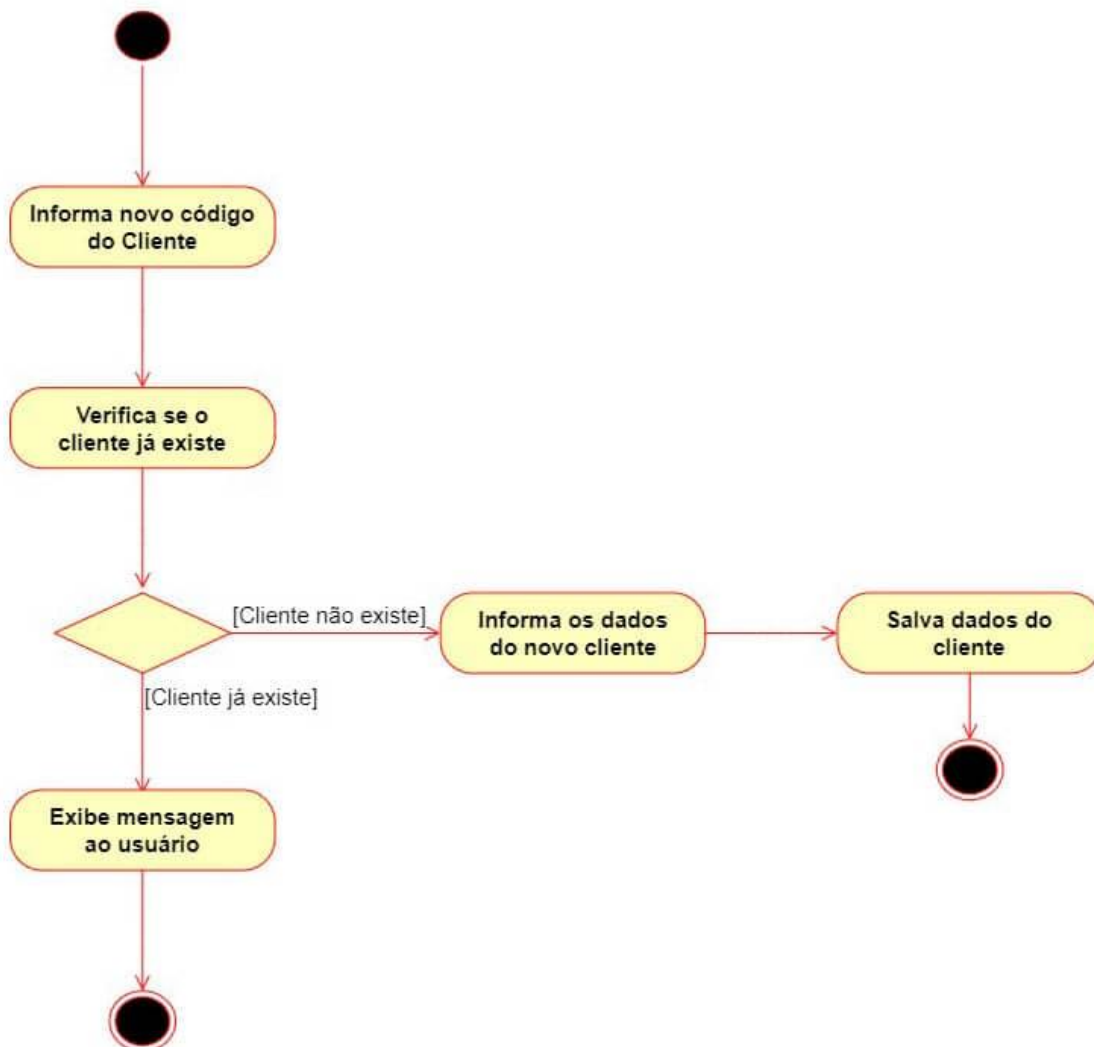 Informa novo código
do Cliente
Verifica se o
cliente já existe
[Cliente não existe]
Informa os dados
do novo cliente
Salva dados do
cliente
[Cliente já existe]
Exibe mensagem
ao usuário